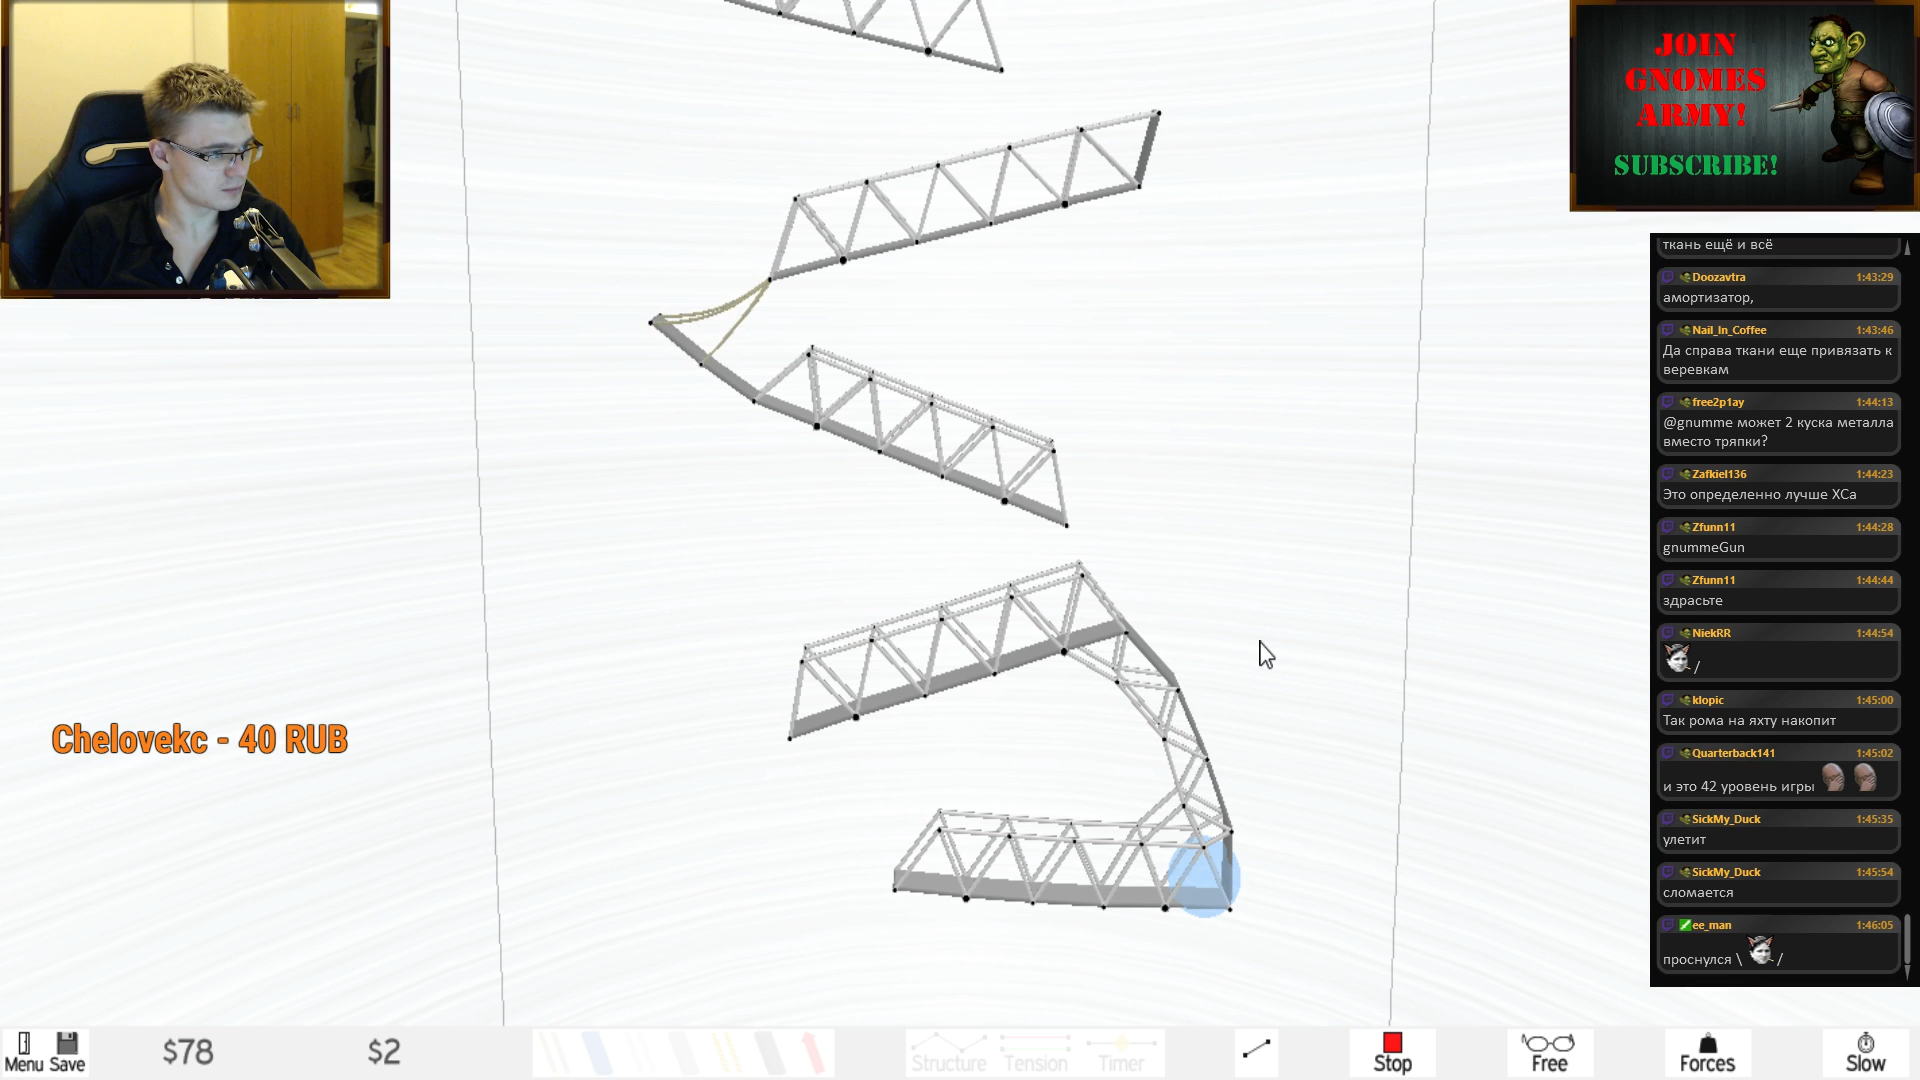 JOIN
GNOMES
ARMY!
SUBSCRIBE!
ткань ещё и всё
Doozavtra 1:43:29
амортизатор,
Nail_In_Coffee 1:43:46
Да справа ткани еще привязать к
веревкам
free2p1ay 1:44:13
@gnumme может 2 куска металла
вместо тряпки?
Zafkiel136 1:44:23
Это определенно лучше ХСа
Zfunn11 1:44:28
gnummeGun
Zfunn11 1:44:44
здрасьте
NiekRR 1:44:54
/
klopic 1:45:00
Так рома на яхту накопит
Quarterback141 1:45:02
и это 42 уровень игры
SickMy_Duck 1:45:35
улетит
SickMy_Duck 1:45:54
сломается
ee_man 1:46:05
проснулся \ /
Chelovekc - 40 RUB
Menu Save $78 $2 Structure Tension Timer Stop Free Forces Slow